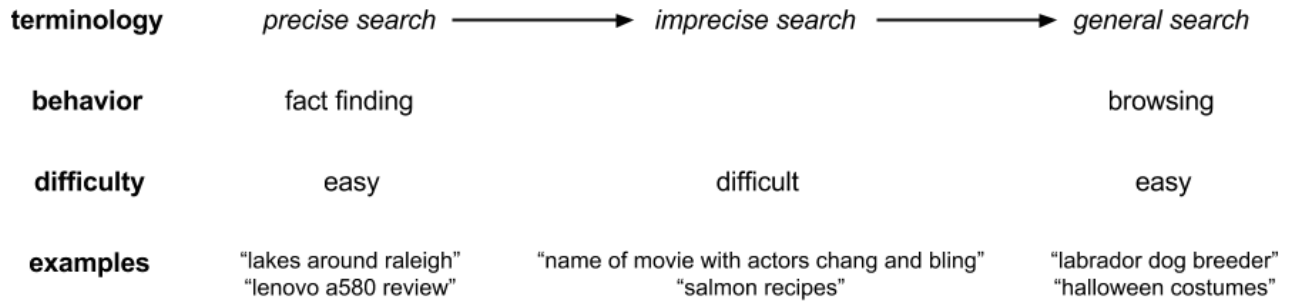 terminology precise search imprecise search general search
behavior fact finding browsing
difficulty easy difficult easy
examples “lakes around raleigh” “name of movie with actors chang and bling” “labrador dog breeder”
“lenovo a580 review” “salmon recipes” “halloween costumes”